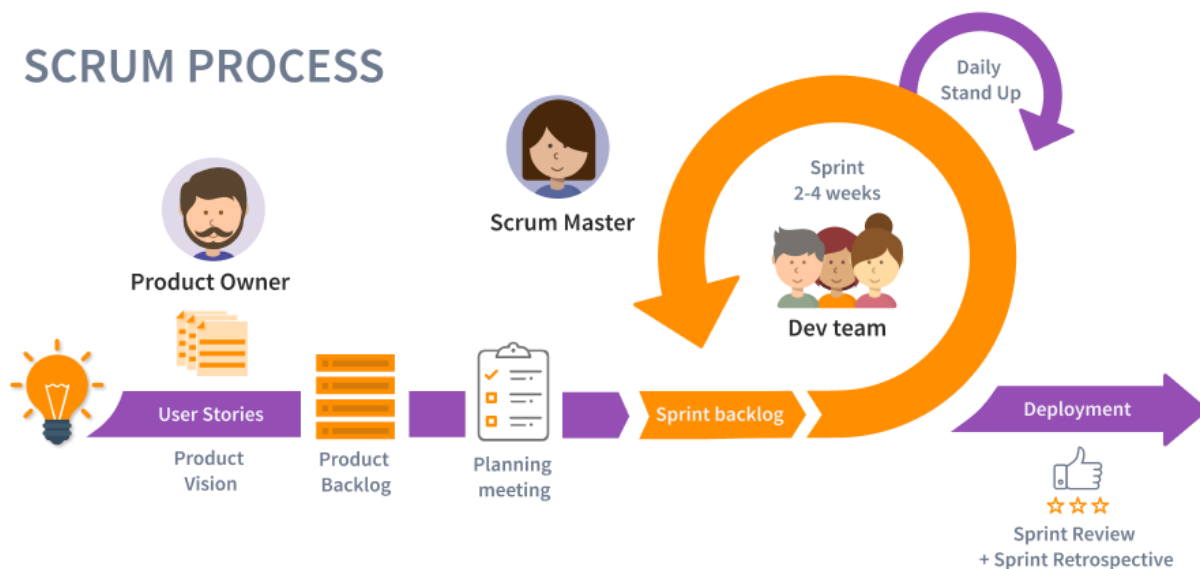 SCRUM PROCESS
Daily
Stand Up
Sprint
2-4 weeks
Scrum Master
Product Owner
Dev team
User Stories
Sprint backlog
Deployment
Product
Vision
Product
Backlog
Planning
meeting
Sprint Review
+ Sprint Retrospective